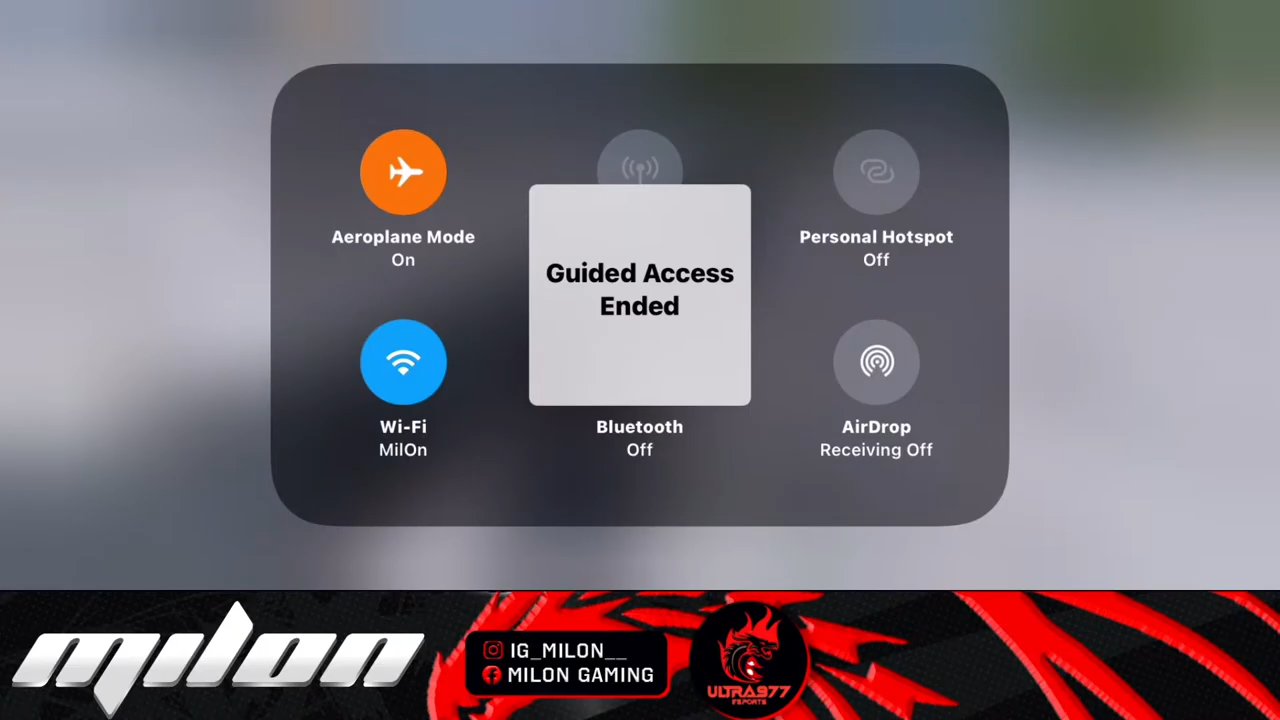 Aeroplane Mode
On
Personal Hotspot
Off
Guided Access
Ended
Wi-Fi
MilOn
Bluetooth
Off
AirDrop
Receiving Off
milon
IG_MILON__
MILON GAMING
ULTRA977
ESPORTS